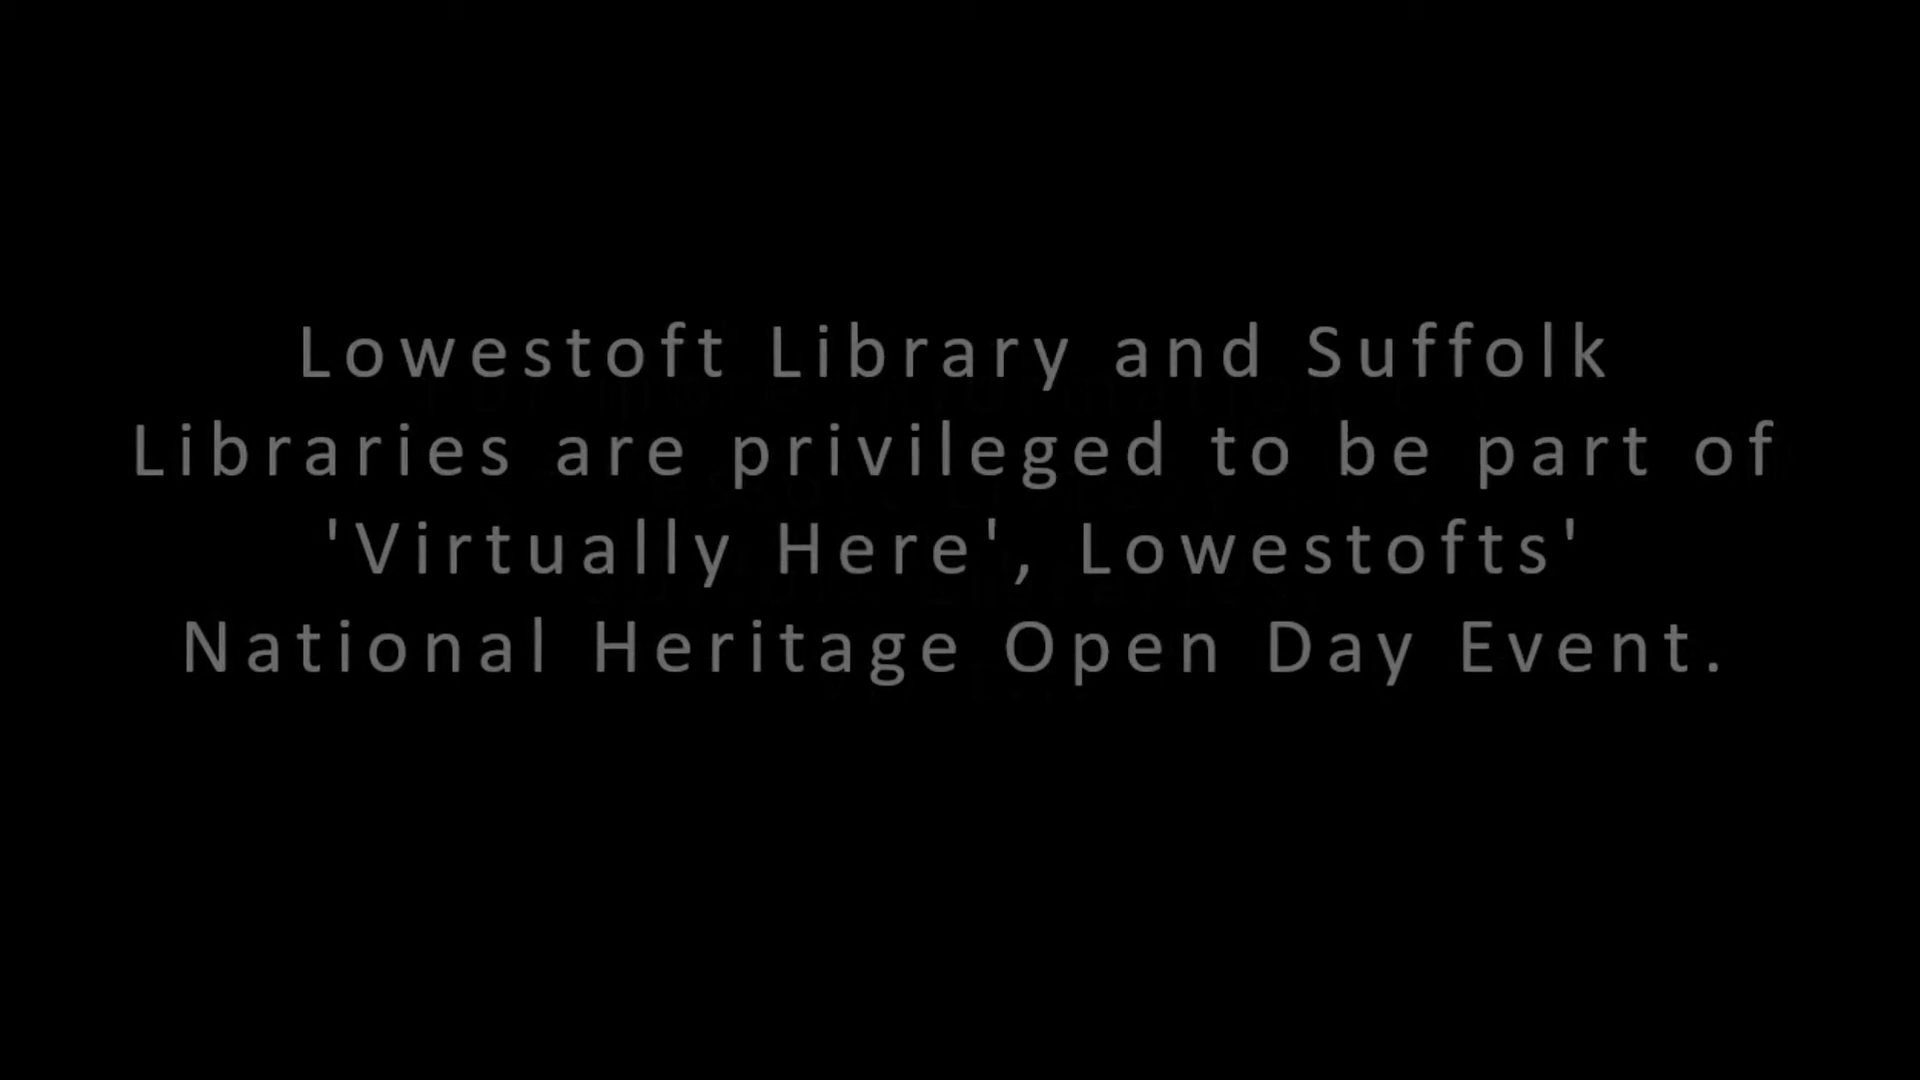 Lowestoft Library and Suffolk
Libraries are privileged to be part of
'Virtually Here', Lowestofts'
National Heritage Open Day Event.